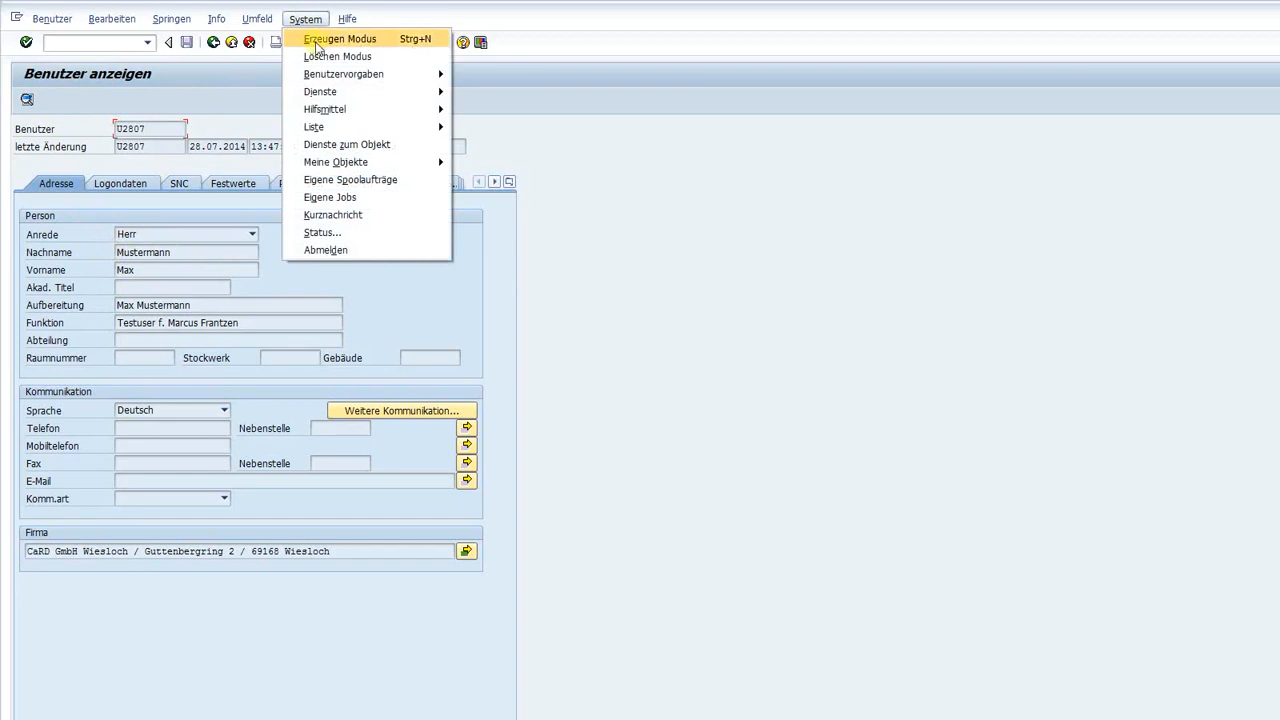 Benutzer Bearbeiten Springen Info Umfeld System Hilfe
Erzeugen Modus Strg+N
Löschen Modus
Benutzervorgaben
Dienste
Hilfsmittel
Liste
Dienste zum Objekt
Meine Objekte
Eigene Spoolaufträge
Eigene Jobs
Kurznachricht
Status...
Abmelden
Benutzer anzeigen
Benutzer U2807
letzte Änderung U2807 28.07.2014 13:47:
Adresse Logondaten SNC Festwerte
Person
Anrede Herr
Nachname Mustermann
Vorname Max
Akad. Titel
Aufbereitung Max Mustermann
Funktion Testuser f. Marcus Frantzen
Abteilung
Raumnummer Stockwerk Gebäude
Kommunikation
Sprache Deutsch Weitere Kommunikation...
Telefon Nebenstelle
Mobiltelefon
Fax Nebenstelle
E-Mail
Komm.art
Firma
CaRD GmbH Wiesloch / Guttenbergring 2 / 69168 Wiesloch